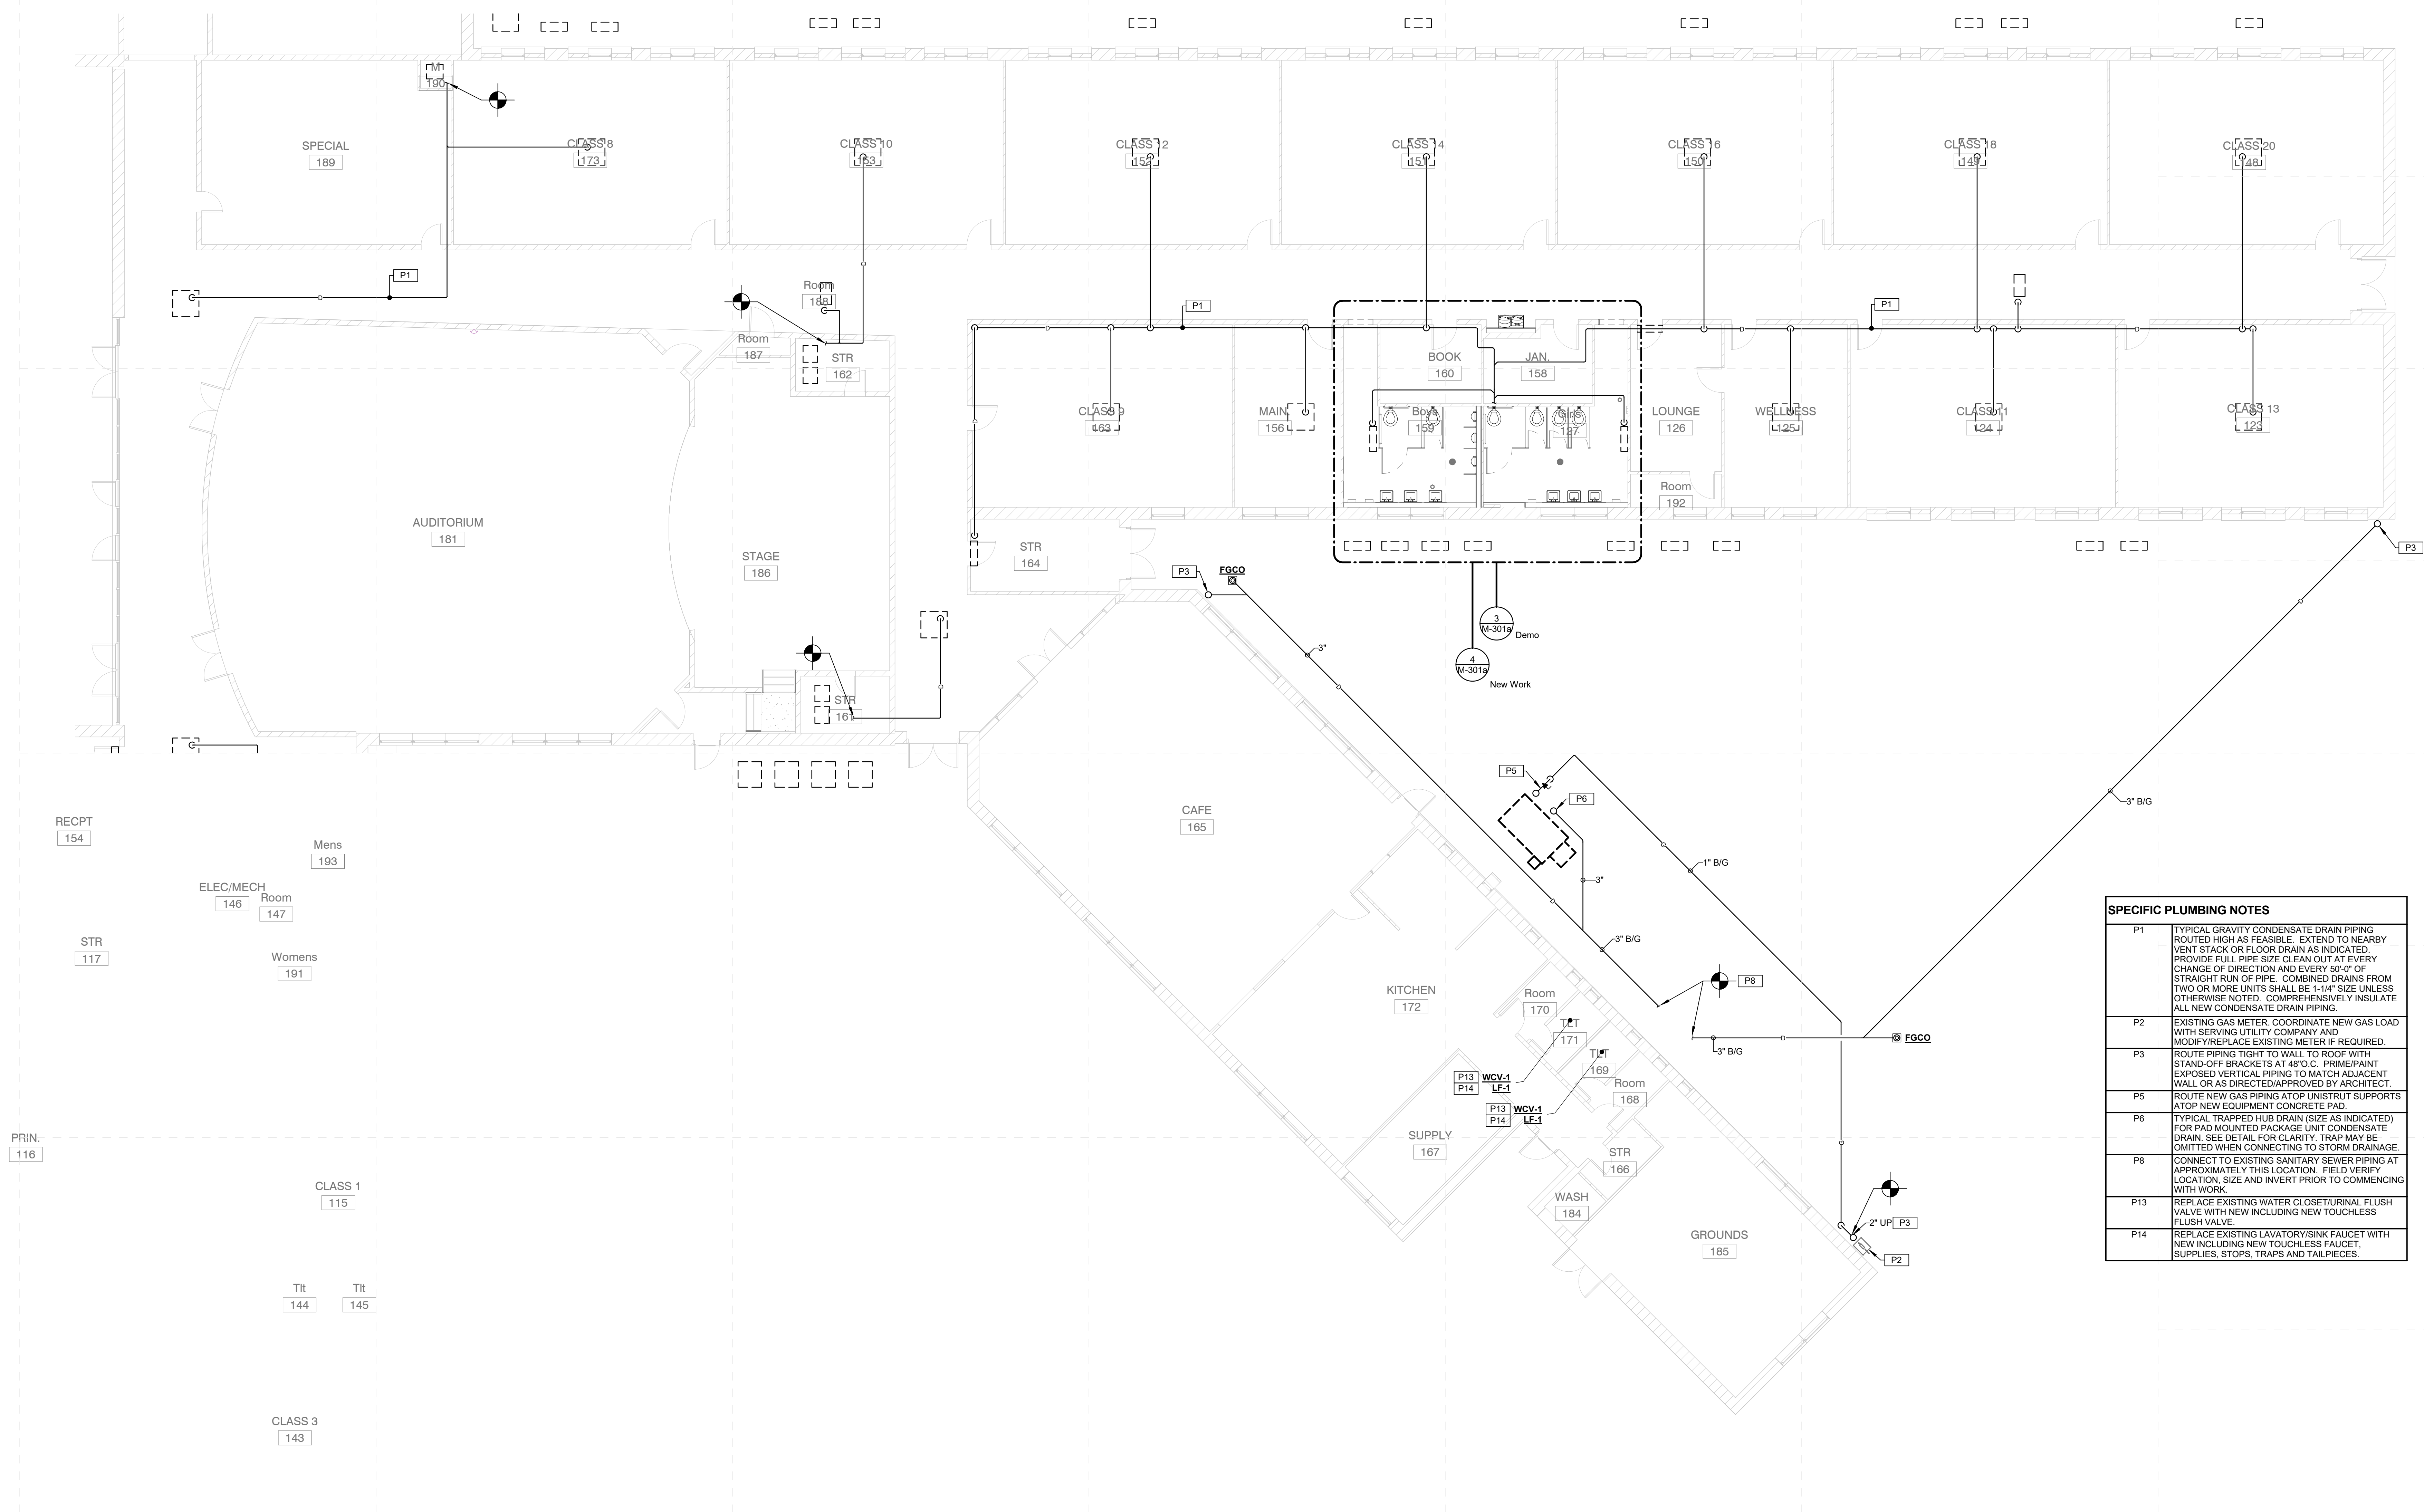 M
190
SPECIAL
189
CLASS 8
173
CLASS 10
153
CLASS 12
152
CLASS 14
151
CLASS 16
150
CLASS 18
149
CLASS 20
148
P1
Room
188
Room
187
STR
162
P1
P1
BOOK
160
JAN.
158
CLASS 9
163
MAIN
156
Boys
159
Girls
127
LOUNGE
126
WELLNESS
125
CLASS 11
124
CLASS 13
123
Room
192
AUDITORIUM
181
STAGE
186
STR
164
STR
161
P3
FGCO
P3
3
M-301a
Demo
4
M-301a
New Work
3"
P5
P6
3" B/G
1" B/G
3"
3" B/G
P8
3" B/G
FGCO
CAFE
165
KITCHEN
172
Room
170
TLT
171
TLT
169
Room
168
P13 WCV-1
P14 LF-1
P13 WCV-1
P14 LF-1
SUPPLY
167
STR
166
WASH
184
GROUNDS
185
2" UP P3
P2
RECPT
154
Mens
193
ELEC/MECH
146
Room
147
STR
117
Womens
191
PRIN.
116
CLASS 1
115
Tlt
144
Tlt
145
CLASS 3
143
SPECIFIC PLUMBING NOTES
P1 TYPICAL GRAVITY CONDENSATE DRAIN PIPING
ROUTED HIGH AS FEASIBLE. EXTEND TO NEARBY
VENT STACK OR FLOOR DRAIN AS INDICATED.
PROVIDE FULL PIPE SIZE CLEAN OUT AT EVERY
CHANGE OF DIRECTION AND EVERY 50'-0" OF
STRAIGHT RUN OF PIPE. COMBINED DRAINS FROM
TWO OR MORE UNITS SHALL BE 1-1/4" SIZE UNLESS
OTHERWISE NOTED. COMPREHENSIVELY INSULATE
ALL NEW CONDENSATE DRAIN PIPING.
P2 EXISTING GAS METER. COORDINATE NEW GAS LOAD
WITH SERVING UTILITY COMPANY AND
MODIFY/REPLACE EXISTING METER IF REQUIRED.
P3 ROUTE PIPING TIGHT TO WALL TO ROOF WITH
STAND-OFF BRACKETS AT 48"O.C. PRIME/PAINT
EXPOSED VERTICAL PIPING TO MATCH ADJACENT
WALL OR AS DIRECTED/APPROVED BY ARCHITECT.
P5 ROUTE NEW GAS PIPING ATOP UNISTRUT SUPPORTS
ATOP NEW EQUIPMENT CONCRETE PAD.
P6 TYPICAL TRAPPED HUB DRAIN (SIZE AS INDICATED)
FOR PAD MOUNTED PACKAGE UNIT CONDENSATE
DRAIN. SEE DETAIL FOR CLARITY. TRAP MAY BE
OMITTED WHEN CONNECTING TO STORM DRAINAGE.
P8 CONNECT TO EXISTING SANITARY SEWER PIPING AT
APPROXIMATELY THIS LOCATION. FIELD VERIFY
LOCATION, SIZE AND INVERT PRIOR TO COMMENCING
WITH WORK.
P13 REPLACE EXISTING WATER CLOSET/URINAL FLUSH
VALVE WITH NEW INCLUDING NEW TOUCHLESS
FLUSH VALVE.
P14 REPLACE EXISTING LAVATORY/SINK FAUCET WITH
NEW INCLUDING NEW TOUCHLESS FAUCET,
SUPPLIES, STOPS, TRAPS AND TAILPIECES.